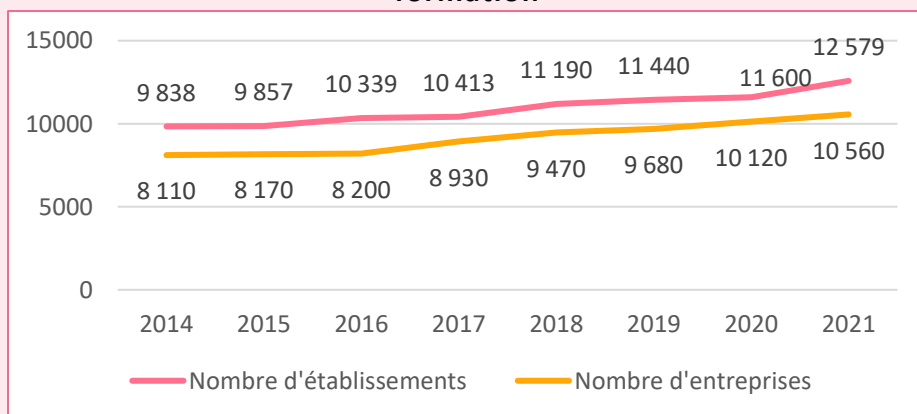 formation
15000
9 838 9 857 10 339 10 413 11 190 11 440 11 600 12 579
10000
8 110 8 170 8 200 8 930 9 470 9 680 10 120 10 560
5000
0
2014 2015 2016 2017 2018 2019 2020 2021
Nombre d'établissements Nombre d'entreprises